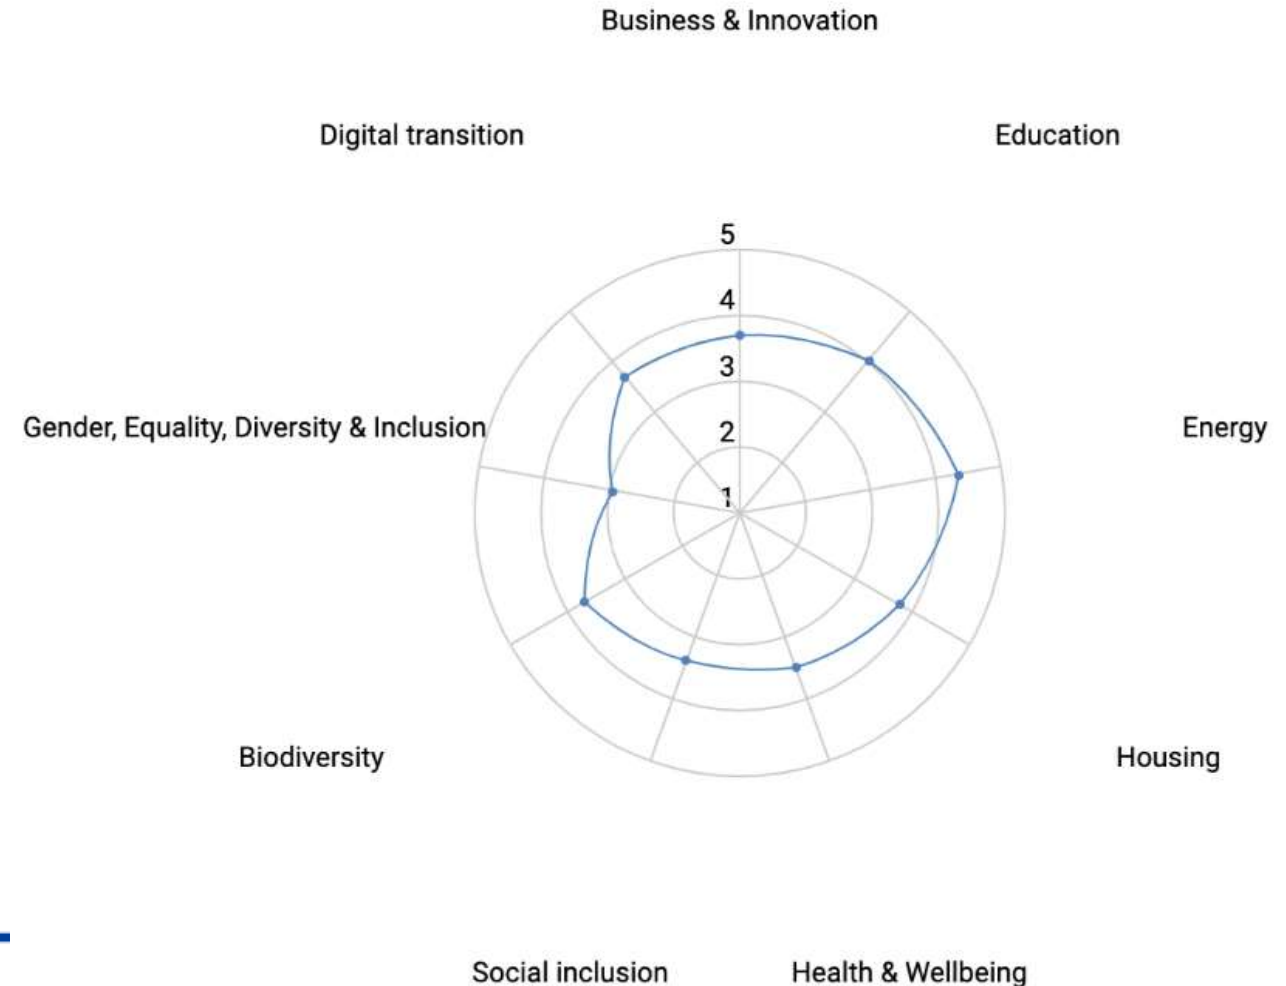 Business & Innovation
Digital transition
Education
5
4
3
Gender, Equality, Diversity & Inclusion
2
Energy
1
Biodiversity
Housing
Social inclusion
Health & Wellbeing